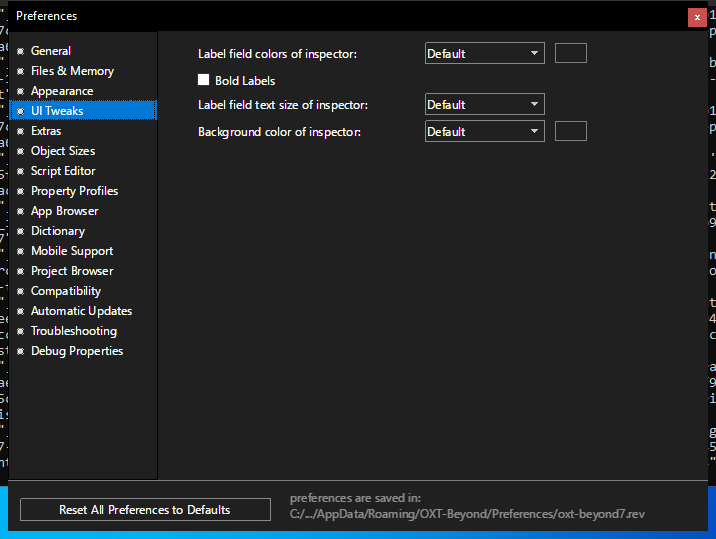 Preferences
x
General
Files & Memory
Appearance
UI Tweaks
Extras
Object Sizes
Script Editor
Property Profiles
App Browser
Dictionary
Mobile Support
Project Browser
Compatibility
Automatic Updates
Troubleshooting
Debug Properties
Label field colors of inspector: Default
Bold Labels
Label field text size of inspector: Default
Background color of inspector: Default
Reset All Preferences to Defaults
preferences are saved in:
C:/.../AppData/Roaming/OXT-Beyond/Preferences/oxt-beyond7.rev